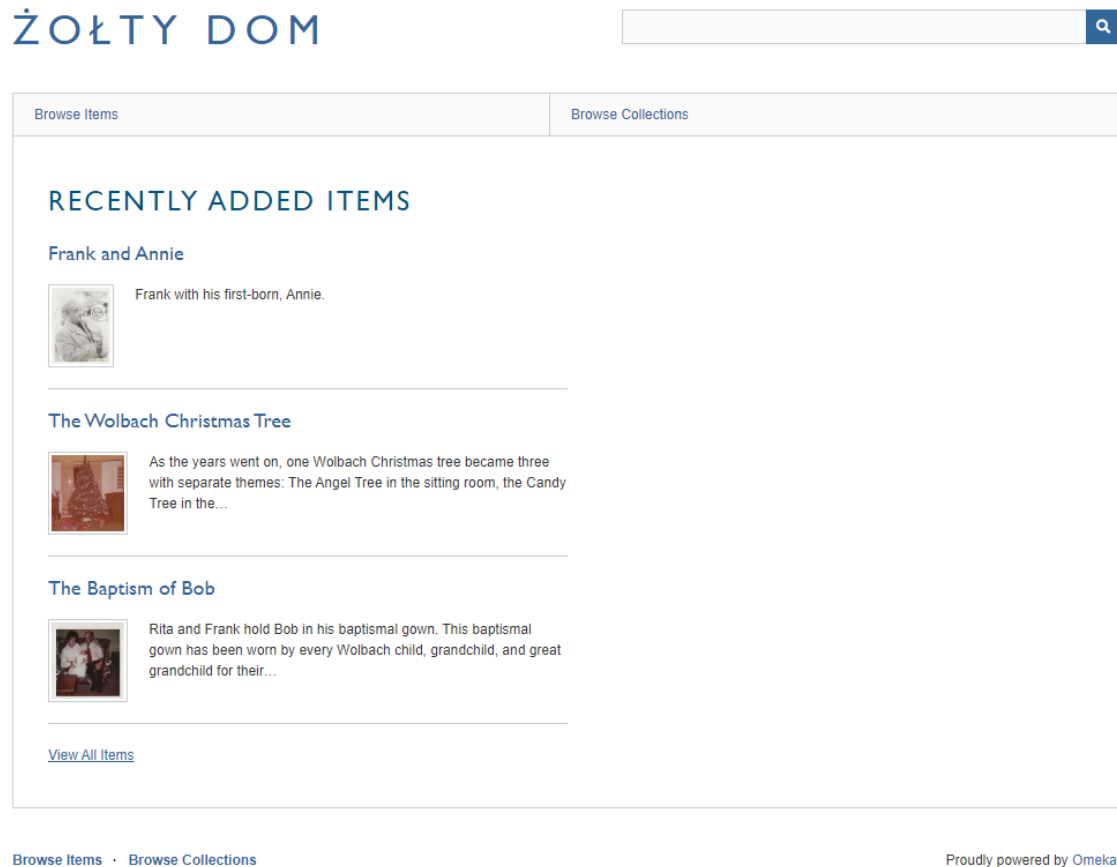 ŻOŁTY DOM
Browse Items
Browse Collections
RECENTLY ADDED ITEMS
Frank and Annie
Frank with his first-born, Annie.
The Wolbach Christmas Tree
As the years went on, one Wolbach Christmas tree became three
with separate themes: The Angel Tree in the sitting room, the Candy
Tree in the…
The Baptism of Bob
Rita and Frank hold Bob in his baptismal gown. This baptismal
gown has been worn by every Wolbach child, grandchild, and great
grandchild for their…
View All Items
Browse Items · Browse Collections
Proudly powered by Omeka